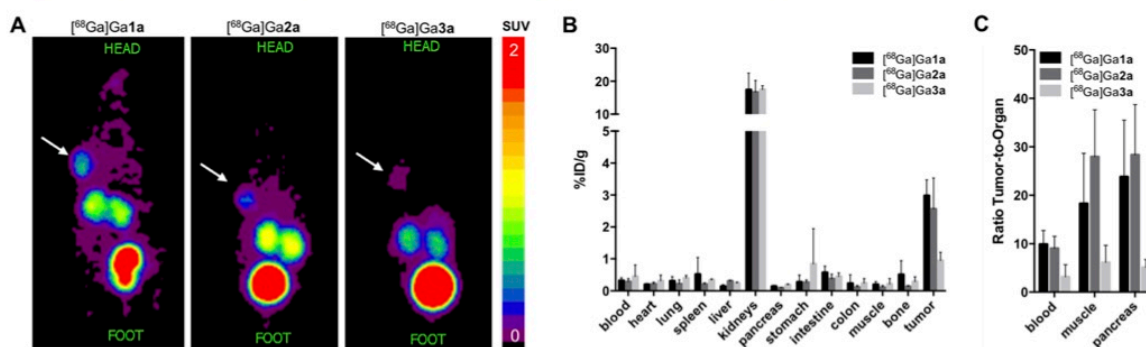 A
[⁶⁸Ga]Ga1a
[⁶⁸Ga]Ga2a
[⁶⁸Ga]Ga3a
SUV
HEAD
HEAD
HEAD
2
0
FOOT
FOOT
FOOT
B
30
20
10
5
4
3
2
1
0
%ID/g
[⁶⁸Ga]Ga1a
[⁶⁸Ga]Ga2a
[⁶⁸Ga]Ga3a
blood
heart
lung
spleen
liver
kidneys
pancreas
stomach
intestine
colon
muscle
bone
tumor
C
50
40
30
20
10
0
Ratio Tumor-to-Organ
[⁶⁸Ga]Ga1a
[⁶⁸Ga]Ga2a
[⁶⁸Ga]Ga3a
blood
muscle
pancreas